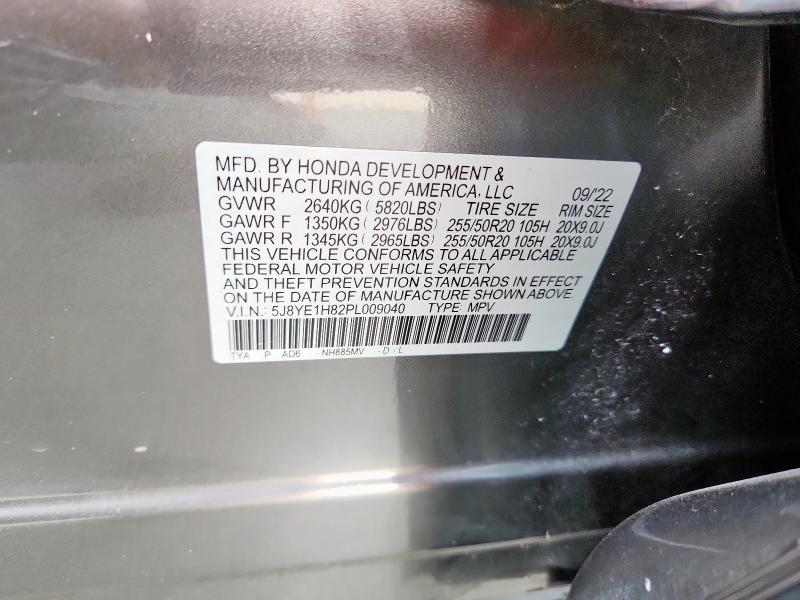 MFD. BY HONDA DEVELOPMENT &
MANUFACTURING OF AMERICA, LLC 09/'22
GVWR 2640KG ( 5820LBS) TIRE SIZE RIM SIZE
GAWR F 1350KG ( 2976LBS) 255/50R20 105H 20X9.0J
GAWR R 1345KG ( 2965LBS) 255/50R20 105H 20X9.0J
THIS VEHICLE CONFORMS TO ALL APPLICABLE
FEDERAL MOTOR VEHICLE SAFETY
AND THEFT PREVENTION STANDARDS IN EFFECT
ON THE DATE OF MANUFACTURE SHOWN ABOVE.
V.I.N.: 5J8YE1H82PL009040 TYPE: MPV
TYA P AD6 -NH885MV -D-L